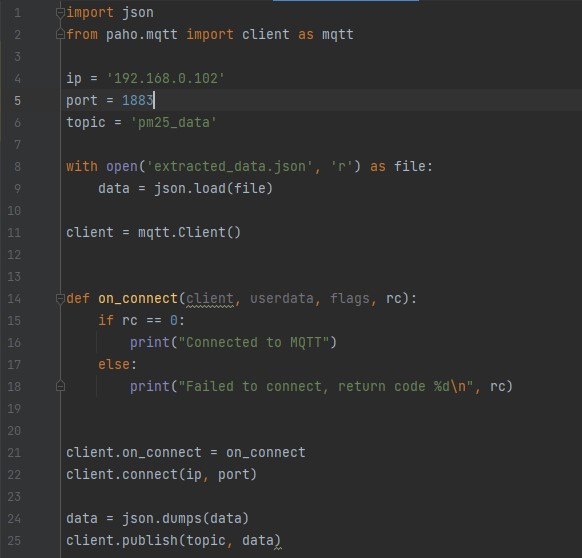 1 import json
2 from paho.mqtt import client as mqtt
3
4 ip = '192.168.0.102'
5 port = 1883
6 topic = 'pm25_data'
7
8 with open('extracted_data.json', 'r') as file:
9     data = json.load(file)
10
11 client = mqtt.Client()
12
13
14 def on_connect(client, userdata, flags, rc):
15     if rc == 0:
16         print("Connected to MQTT")
17     else:
18         print("Failed to connect, return code %d\n", rc)
19
20
21 client.on_connect = on_connect
22 client.connect(ip, port)
23
24 data = json.dumps(data)
25 client.publish(topic, data)